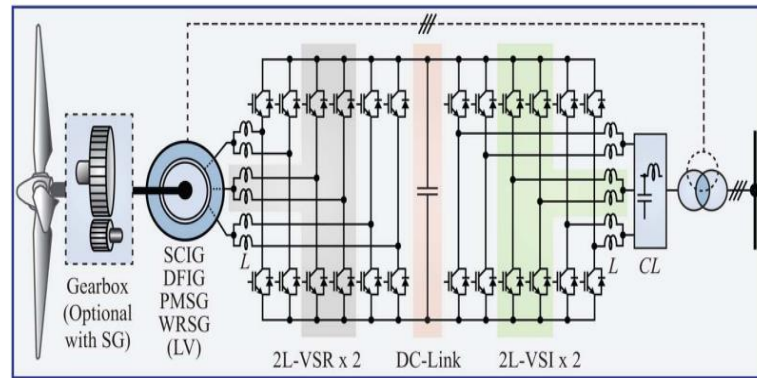 Gearbox
(Optional
with SG)
SCIG
DFIG
PMSG
WRSG
(LV)
L
2L-VSR x 2
DC-Link
2L-VSI x 2
L
CL